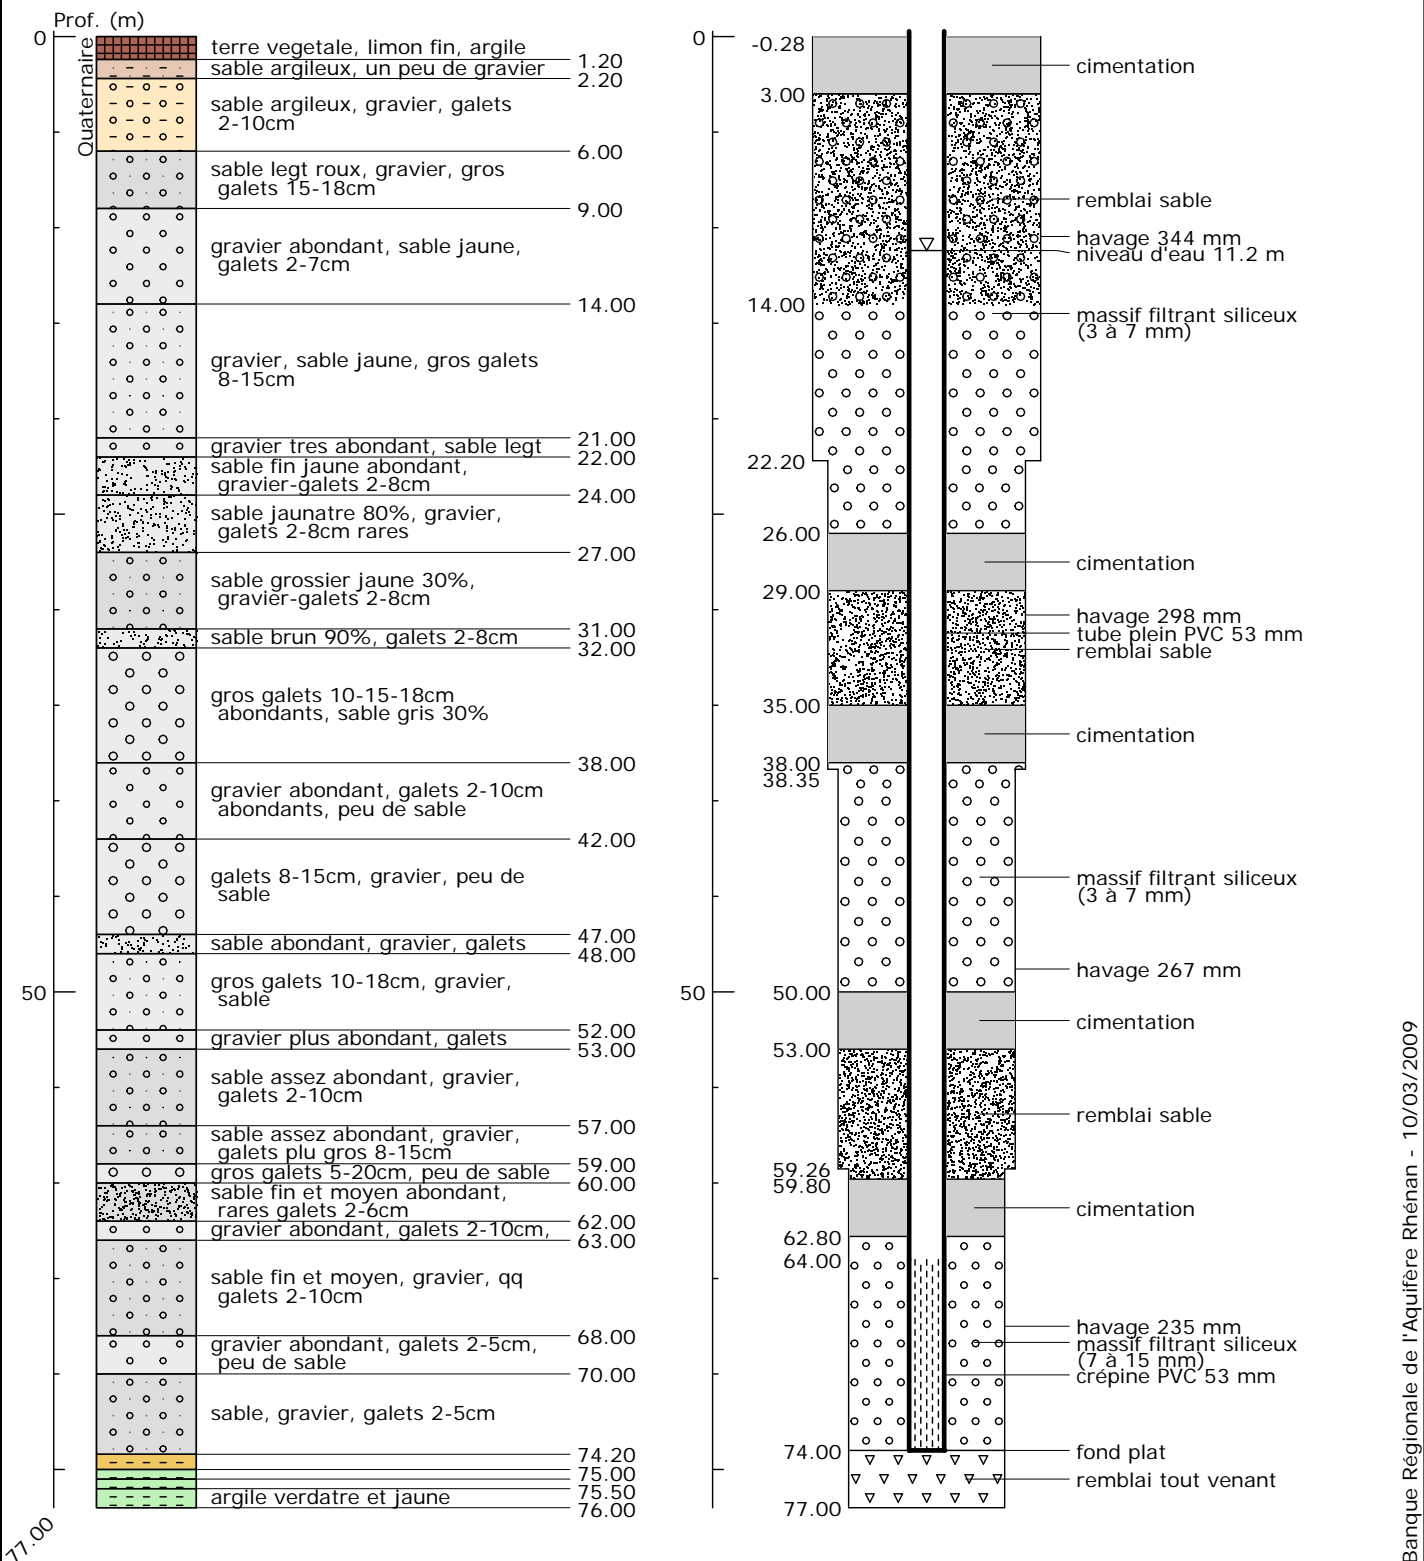 Prof. (m)
0
Quaternaire
terre vegetale, limon fin, argile
1.20
sable argileux, un peu de gravier
2.20
sable argileux, gravier, galets
2-10cm
6.00
sable legt roux, gravier, gros
galets 15-18cm
9.00
gravier abondant, sable jaune,
galets 2-7cm
14.00
gravier, sable jaune, gros galets
8-15cm
21.00
gravier tres abondant, sable legt
22.00
sable fin jaune abondant,
gravier-galets 2-8cm
24.00
sable jaunatre 80%, gravier,
galets 2-8cm rares
27.00
sable grossier jaune 30%,
gravier-galets 2-8cm
31.00
sable brun 90%, galets 2-8cm
32.00
gros galets 10-15-18cm
abondants, sable gris 30%
38.00
gravier abondant, galets 2-10cm
abondants, peu de sable
42.00
galets 8-15cm, gravier, peu de
sable
47.00
sable abondant, gravier, galets
48.00
50
gros galets 10-18cm, gravier,
sable
52.00
gravier plus abondant, galets
53.00
sable assez abondant, gravier,
galets 2-10cm
57.00
sable assez abondant, gravier,
galets plu gros 8-15cm
59.00
gros galets 5-20cm, peu de sable
60.00
sable fin et moyen abondant,
rares galets 2-6cm
62.00
gravier abondant, galets 2-10cm,
63.00
sable fin et moyen, gravier, qq
galets 2-10cm
68.00
gravier abondant, galets 2-5cm,
peu de sable
70.00
sable, gravier, galets 2-5cm
74.20
75.00
75.50
argile verdatre et jaune
76.00
77.00
0
-0.28
cimentation
3.00
remblai sable
havage 344 mm
niveau d'eau 11.2 m
14.00
massif filtrant siliceux
(3 à 7 mm)
22.20
26.00
cimentation
29.00
havage 298 mm
tube plein PVC 53 mm
remblai sable
35.00
cimentation
38.00
38.35
massif filtrant siliceux
(3 à 7 mm)
havage 267 mm
50
50.00
cimentation
53.00
remblai sable
59.26
59.80
cimentation
62.80
64.00
havage 235 mm
massif filtrant siliceux
(7 à 15 mm)
crépine PVC 53 mm
74.00
fond plat
remblai tout venant
77.00
Banque Régionale de l'Aquifère Rhénan - 10/03/2009